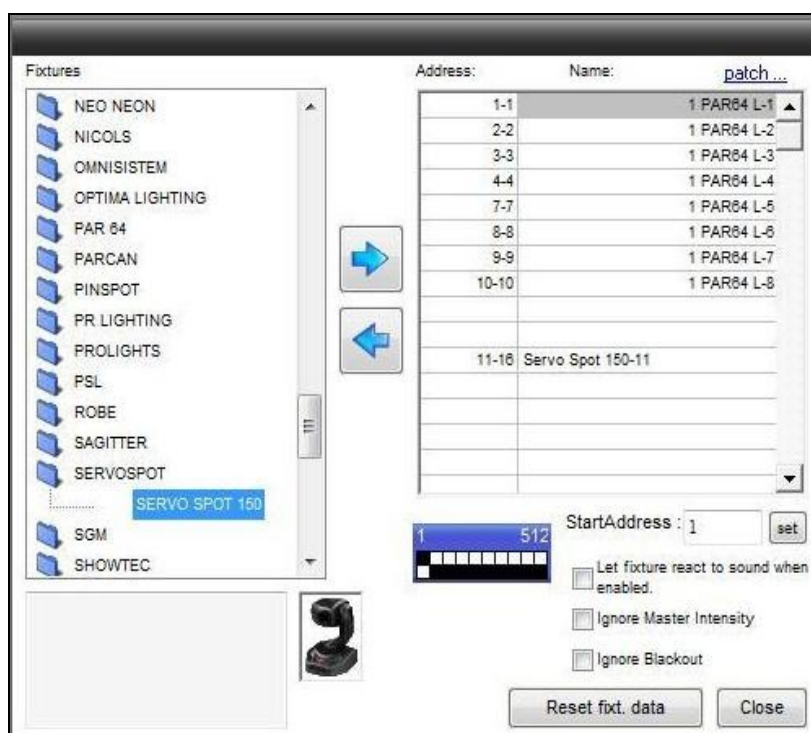 Fixtures
NEO NEON
NICOLS
OMNISISTEM
OPTIMA LIGHTING
PAR 64
PARCAN
PINSPOT
PR LIGHTING
PROLIGHTS
PSL
ROBE
SAGITTER
SERVOSPOT
SERVO SPOT 150
SGM
SHOWTEC
Address: Name: patch ...
1-1 1 PAR64 L-1
2-2 1 PAR64 L-2
3-3 1 PAR64 L-3
4-4 1 PAR64 L-4
7-7 1 PAR64 L-5
8-8 1 PAR64 L-6
9-9 1 PAR64 L-7
10-10 1 PAR64 L-8
11-16 Servo Spot 150-11
1 512
StartAddress : 1 set
Let fixture react to sound when
enabled.
Ignore Master Intensity
Ignore Blackout
Reset fixt. data Close